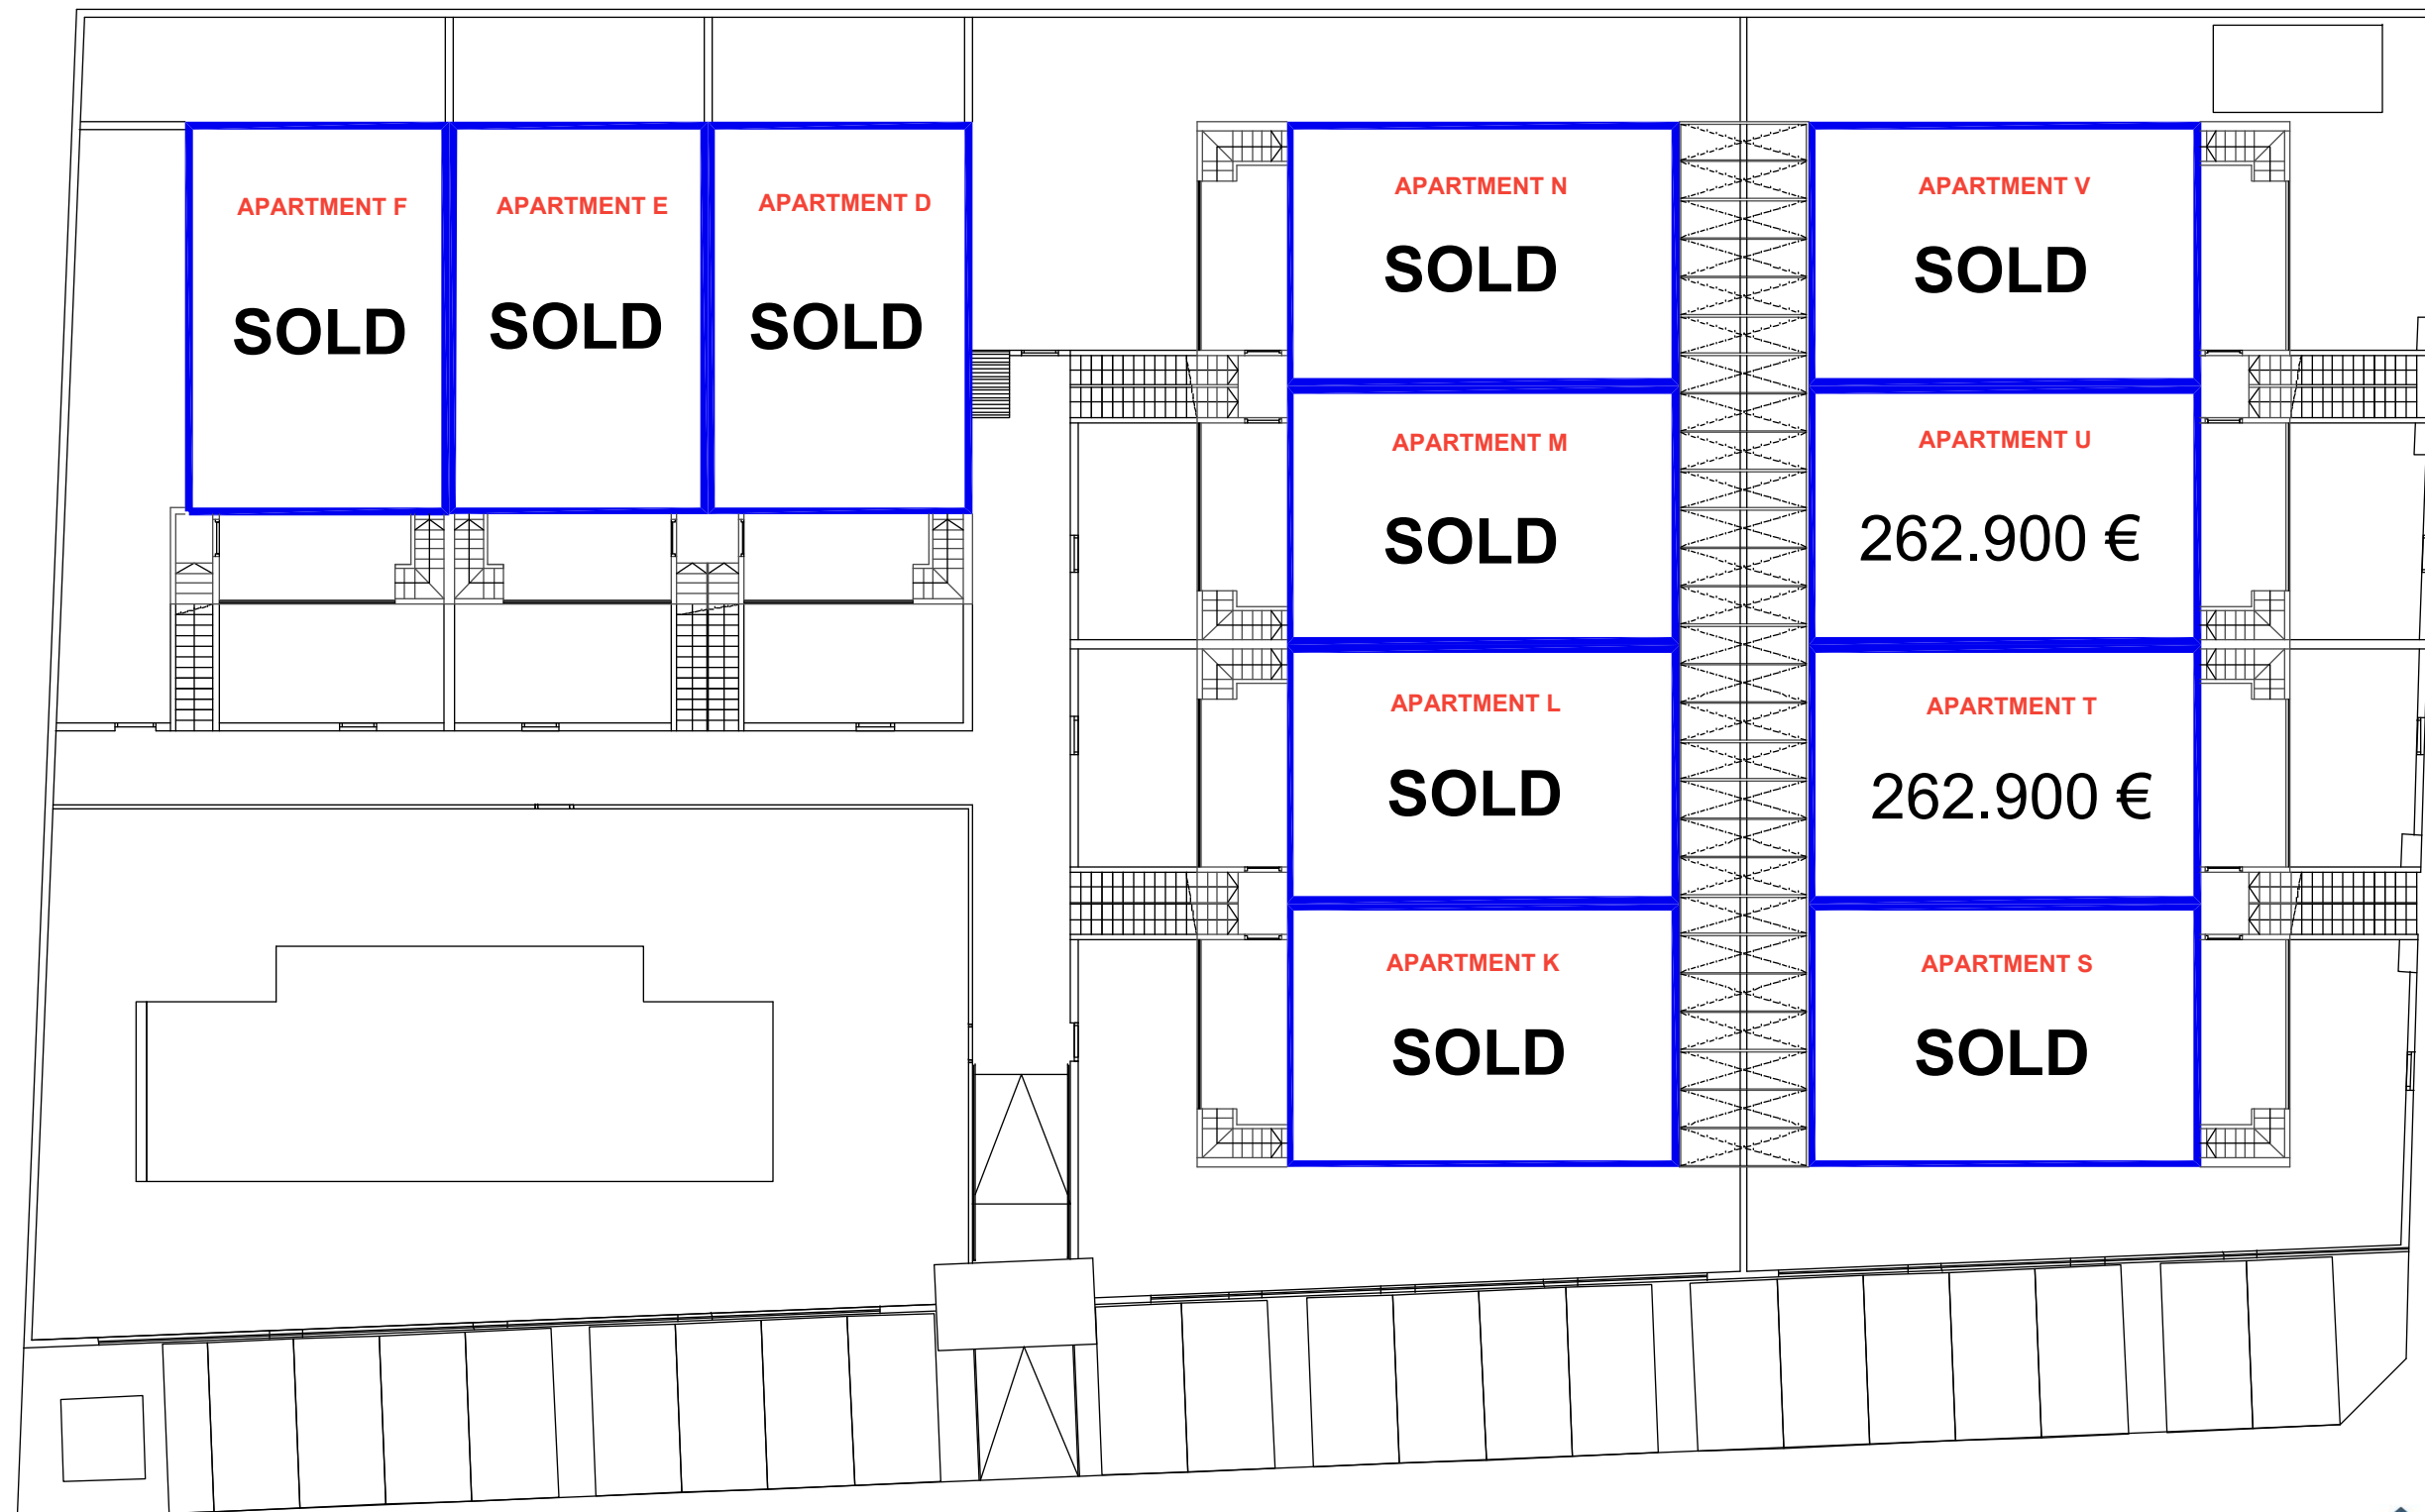 APARTMENT F
SOLD
APARTMENT E
SOLD
APARTMENT D
SOLD
APARTMENT N
SOLD
APARTMENT V
SOLD
APARTMENT M
SOLD
APARTMENT U
262.900 €
APARTMENT L
SOLD
APARTMENT T
262.900 €
APARTMENT K
SOLD
APARTMENT S
SOLD